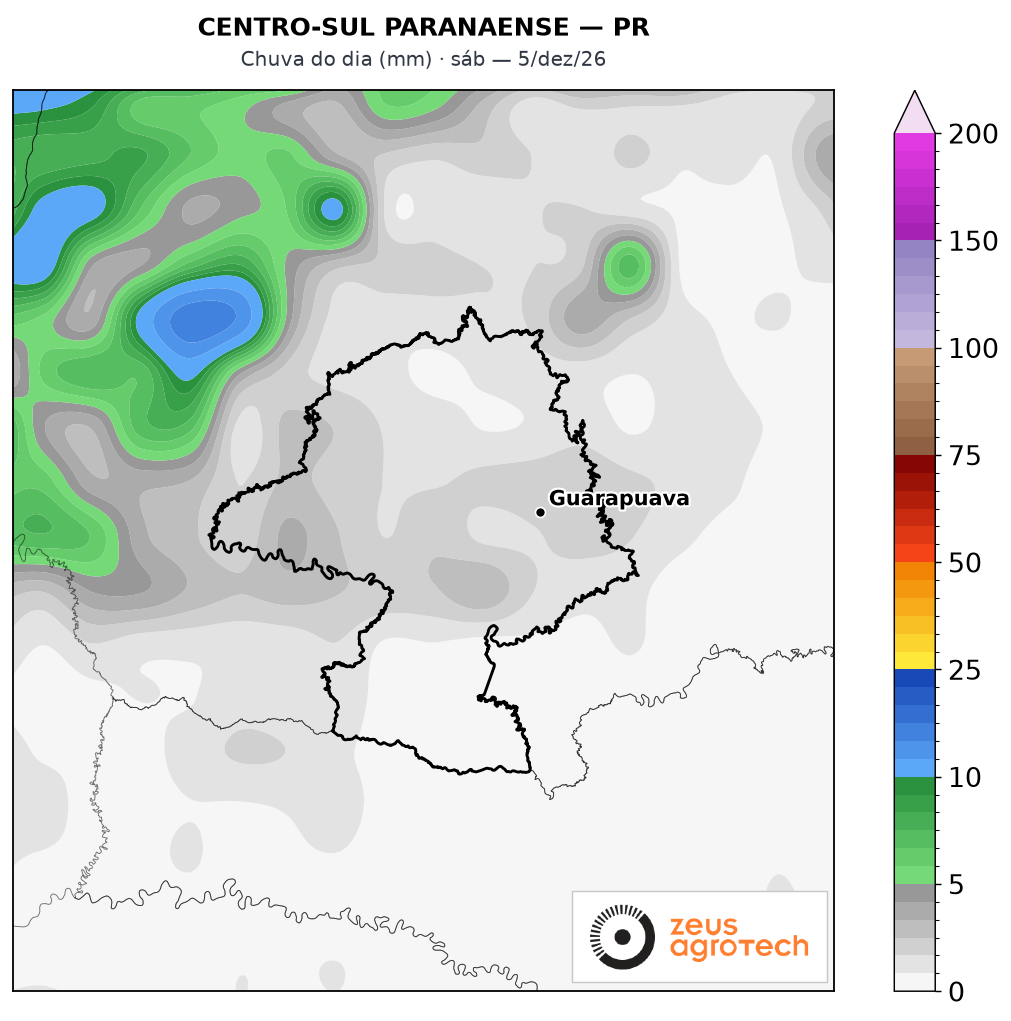 CENTRO-SUL PARANAENSE — PR
Chuva do dia (mm) · sáb — 5/dez/26
200
150
100
75
50
25
10
5
0
Guarapuava
zeus
agrotech